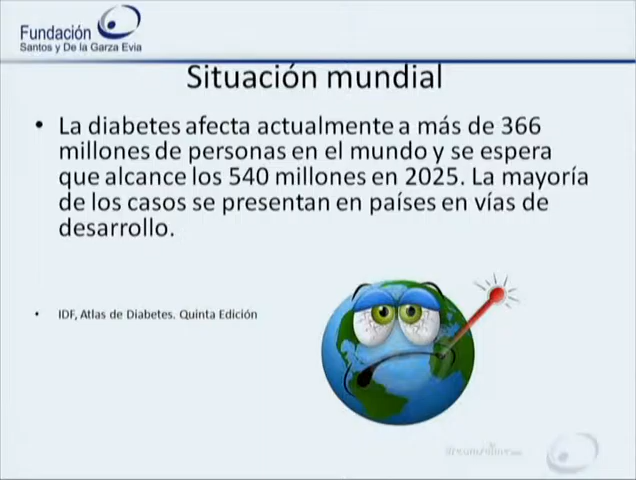 Fundación
Santos y De la Garza Evia
Situación mundial
• La diabetes afecta actualmente a más de 366
millones de personas en el mundo y se espera
que alcance los 540 millones en 2025. La mayoría
de los casos se presentan en países en vías de
desarrollo.
• IDF, Atlas de Diabetes. Quinta Edición